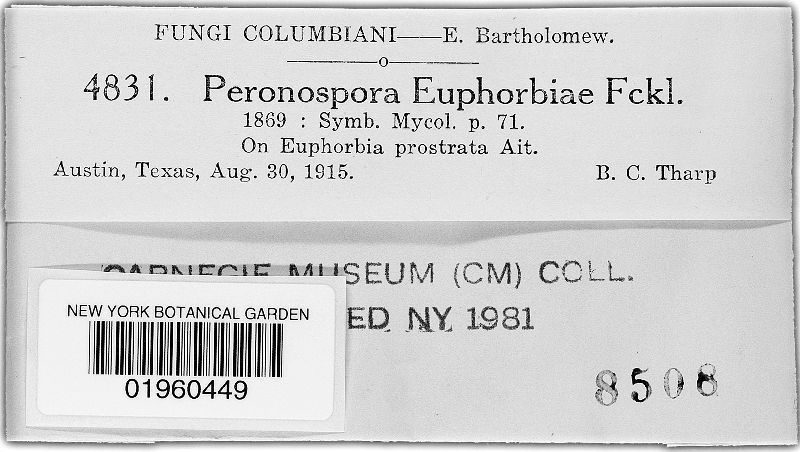 FUNGI COLUMBIANI——E. Bartholomew.
4831. Peronospora Euphorbiae Fckl.
1869 : Symb. Mycol. p. 71.
On Euphorbia prostrata Ait.
Austin, Texas, Aug. 30, 1915. B. C. Tharp
CARNEGIE MUSEUM (CM) COLL.
ED NY 1981
NEW YORK BOTANICAL GARDEN
01960449
8508